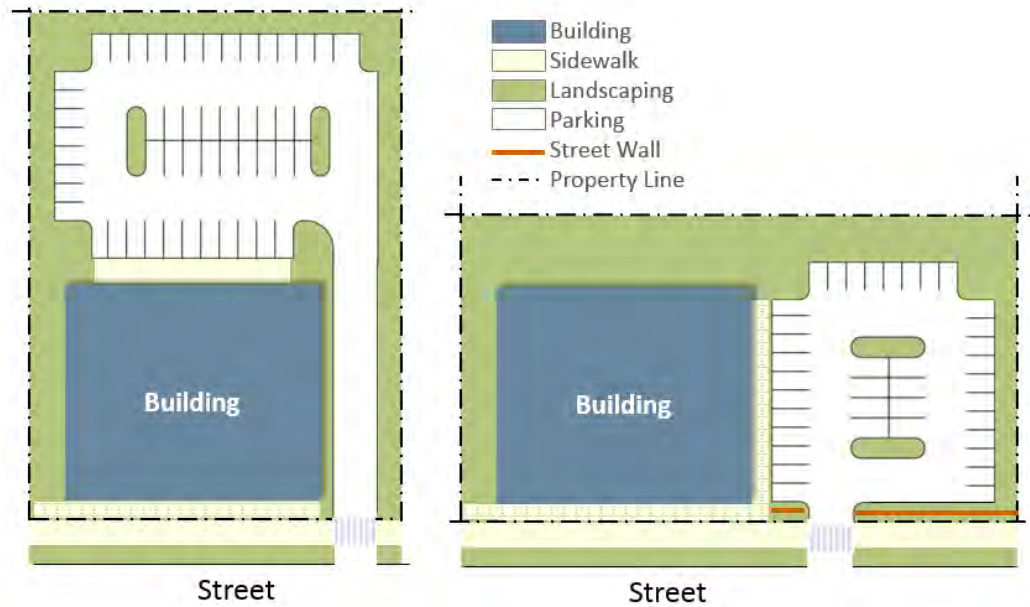 Building
Sidewalk
Landscaping
Parking
Street Wall
Property Line
Building
Building
Street
Street